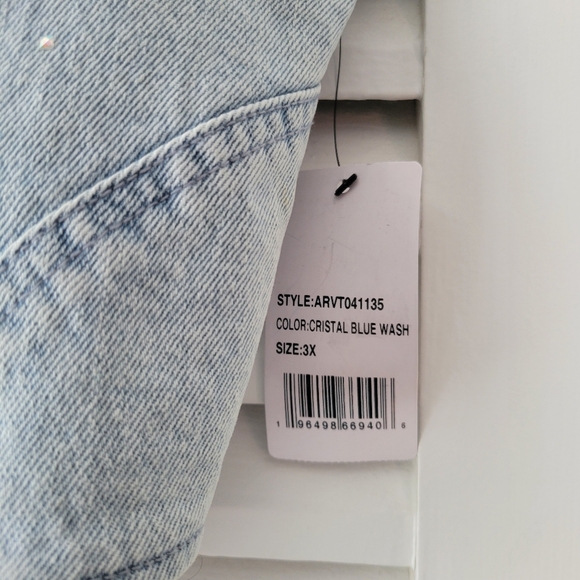 STYLE:ARVT041135
COLOR:CRISTAL BLUE WASH
SIZE:3X
1 96498 66940 6